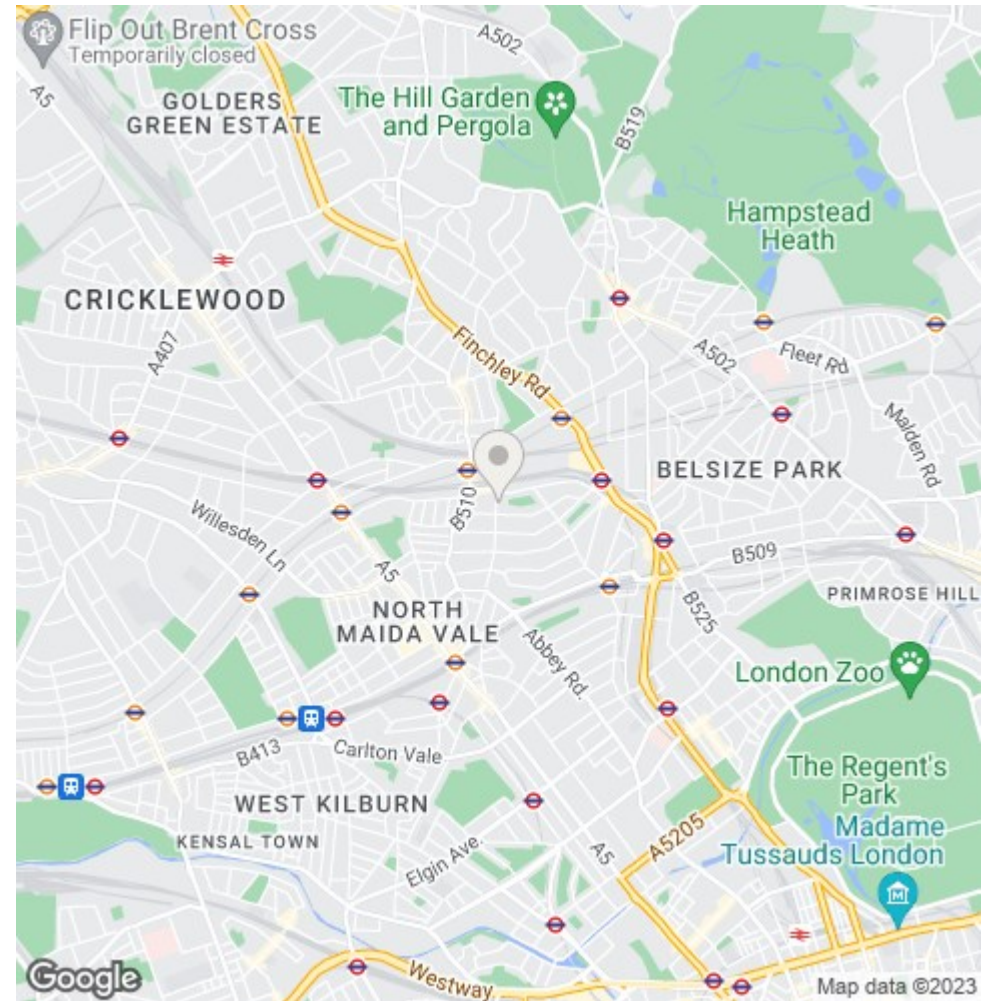 Flip Out Brent Cross
Temporarily closed
A502
A5
GOLDERS
GREEN ESTATE
The Hill Garden
and Pergola
B519
Hampstead
Heath
CRICKLEWOOD
A407
Finchley Rd
A502
Fleet Rd
Malden Rd
BELSIZE PARK
B510
Willesden Ln
A5
B509
PRIMROSE HILL
B525
NORTH
MAIDA VALE
Abbey Rd.
London Zoo
B413
Carlton Vale
The Regent's
Park
WEST KILBURN
KENSAL TOWN
Elgin Ave.
A5
A5205
Madame
Tussauds London
M
Westway
Google
Map data ©2023